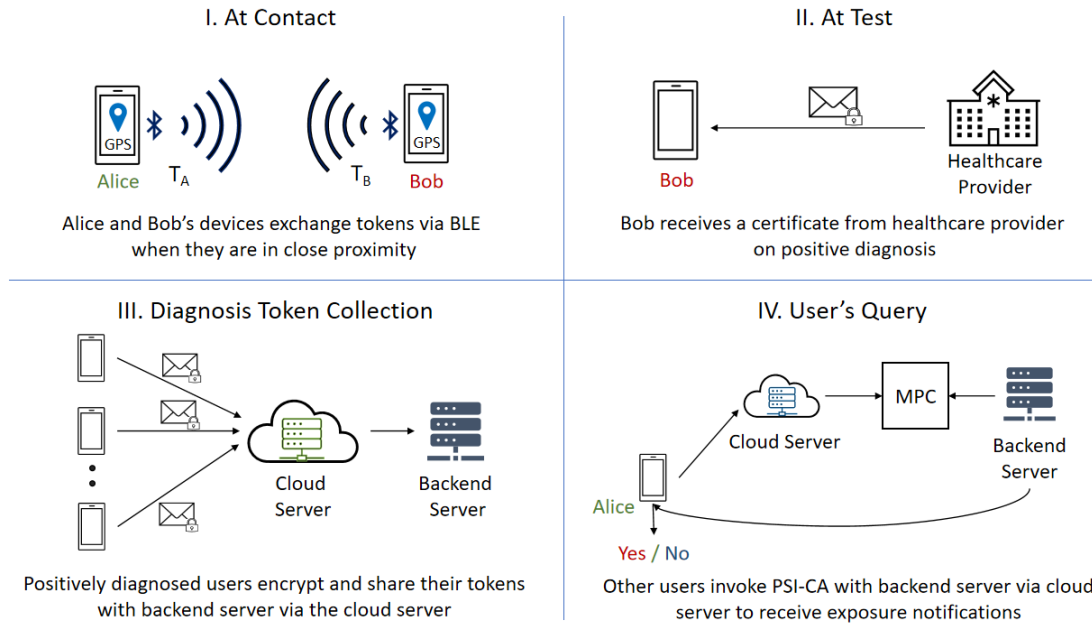 I. At Contact
GPS
GPS
T_A
T_B
Alice
Bob
Alice and Bob's devices exchange tokens via BLE
when they are in close proximity
II. At Test
Bob
Healthcare
Provider
Bob receives a certificate from healthcare provider
on positive diagnosis
III. Diagnosis Token Collection
Cloud
Server
Backend
Server
Positively diagnosed users encrypt and share their tokens
with backend server via the cloud server
IV. User's Query
MPC
Cloud Server
Backend
Server
Alice
Yes / No
Other users invoke PSI-CA with backend server via cloud
server to receive exposure notifications